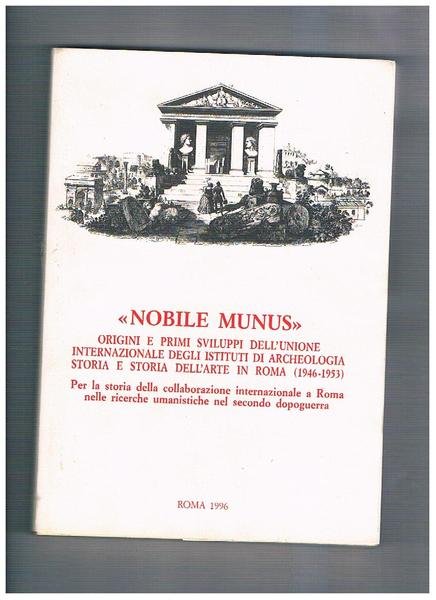 «NOBILE MUNUS»
ORIGINI E PRIMI SVILUPPI DELL'UNIONE
INTERNAZIONALE DEGLI ISTITUTI DI ARCHEOLOGIA
STORIA E STORIA DELL'ARTE IN ROMA (1946-1953)
Per la storia della collaborazione internazionale a Roma
nelle ricerche umanistiche nel secondo dopoguerra
ROMA 1996